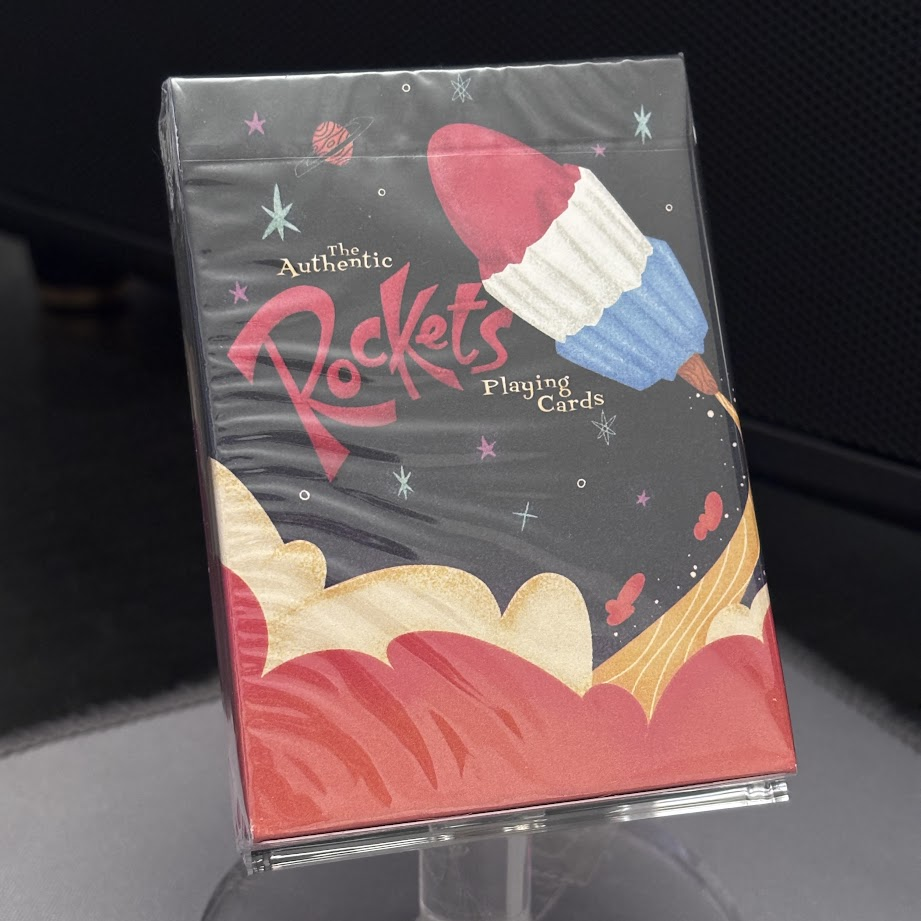 The
Authentic
Rockets
Playing
Cards